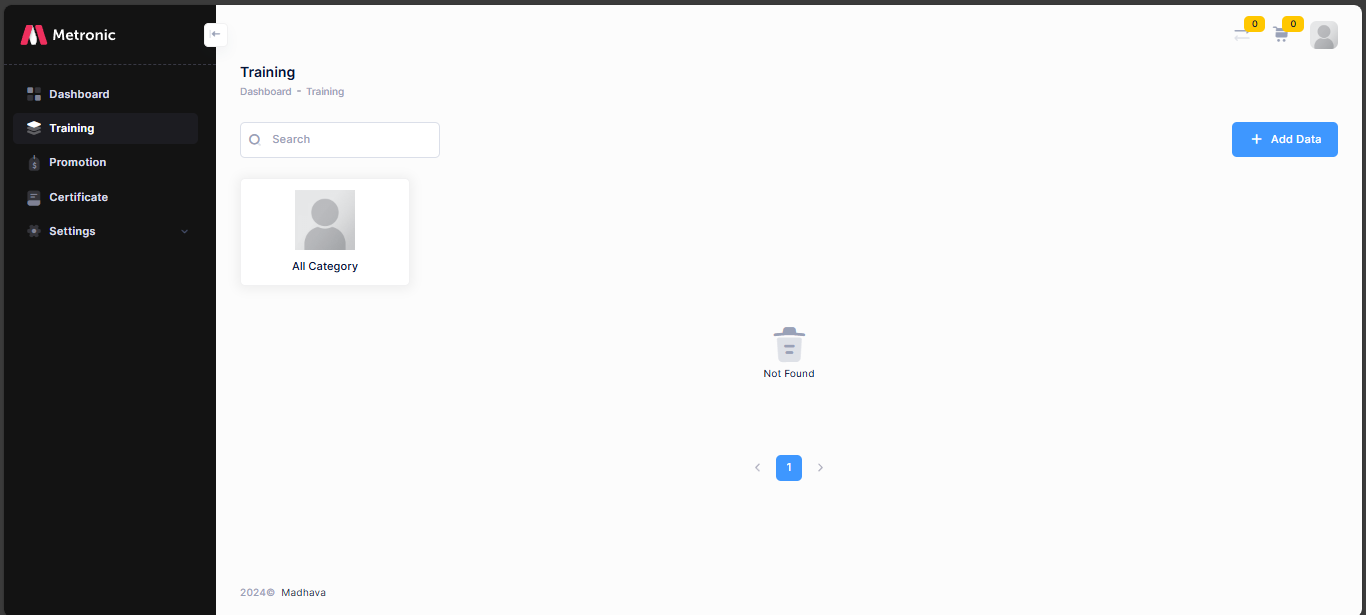 Metronic
0
0
Dashboard
Training
Promotion
Certificate
Settings
Training
Dashboard - Training
Search
+ Add Data
All Category
Not Found
1
2024© Madhava